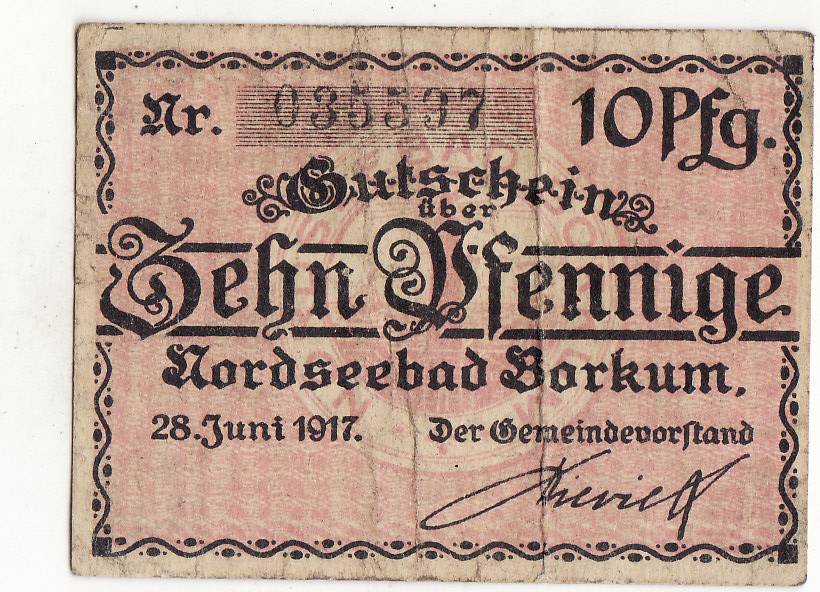 Nr. 035537 10 Pfg.
Gutschein
über
Zehn Pfennige
Nordseebad Borkum,
28. Juni 1917. Der Gemeindevorstand